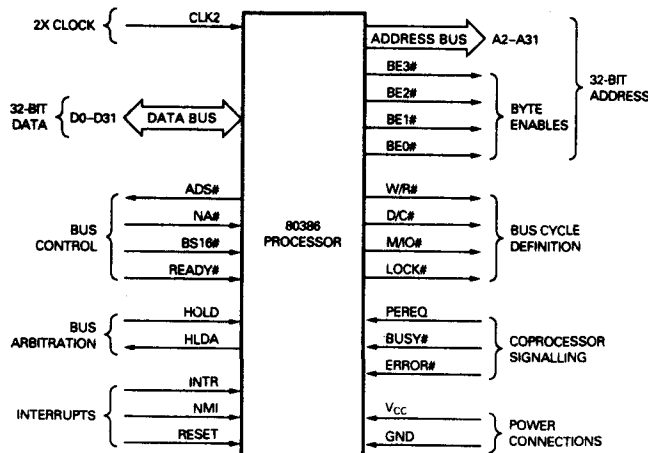 2X CLOCK
CLK2
32-BIT
DATA
D0–D31
DATA BUS
BUS
CONTROL
ADS#
NA#
BS16#
READY#
BUS
ARBITRATION
HOLD
HLDA
INTERRUPTS
INTR
NMI
RESET
80386
PROCESSOR
ADDRESS BUS
A2–A31
BE3#
BE2#
BE1#
BE0#
BYTE
ENABLES
32-BIT
ADDRESS
W/R#
D/C#
M/IO#
LOCK#
BUS CYCLE
DEFINITION
PEREQ
BUSY#
ERROR#
COPROCESSOR
SIGNALLING
VCC
GND
POWER
CONNECTIONS